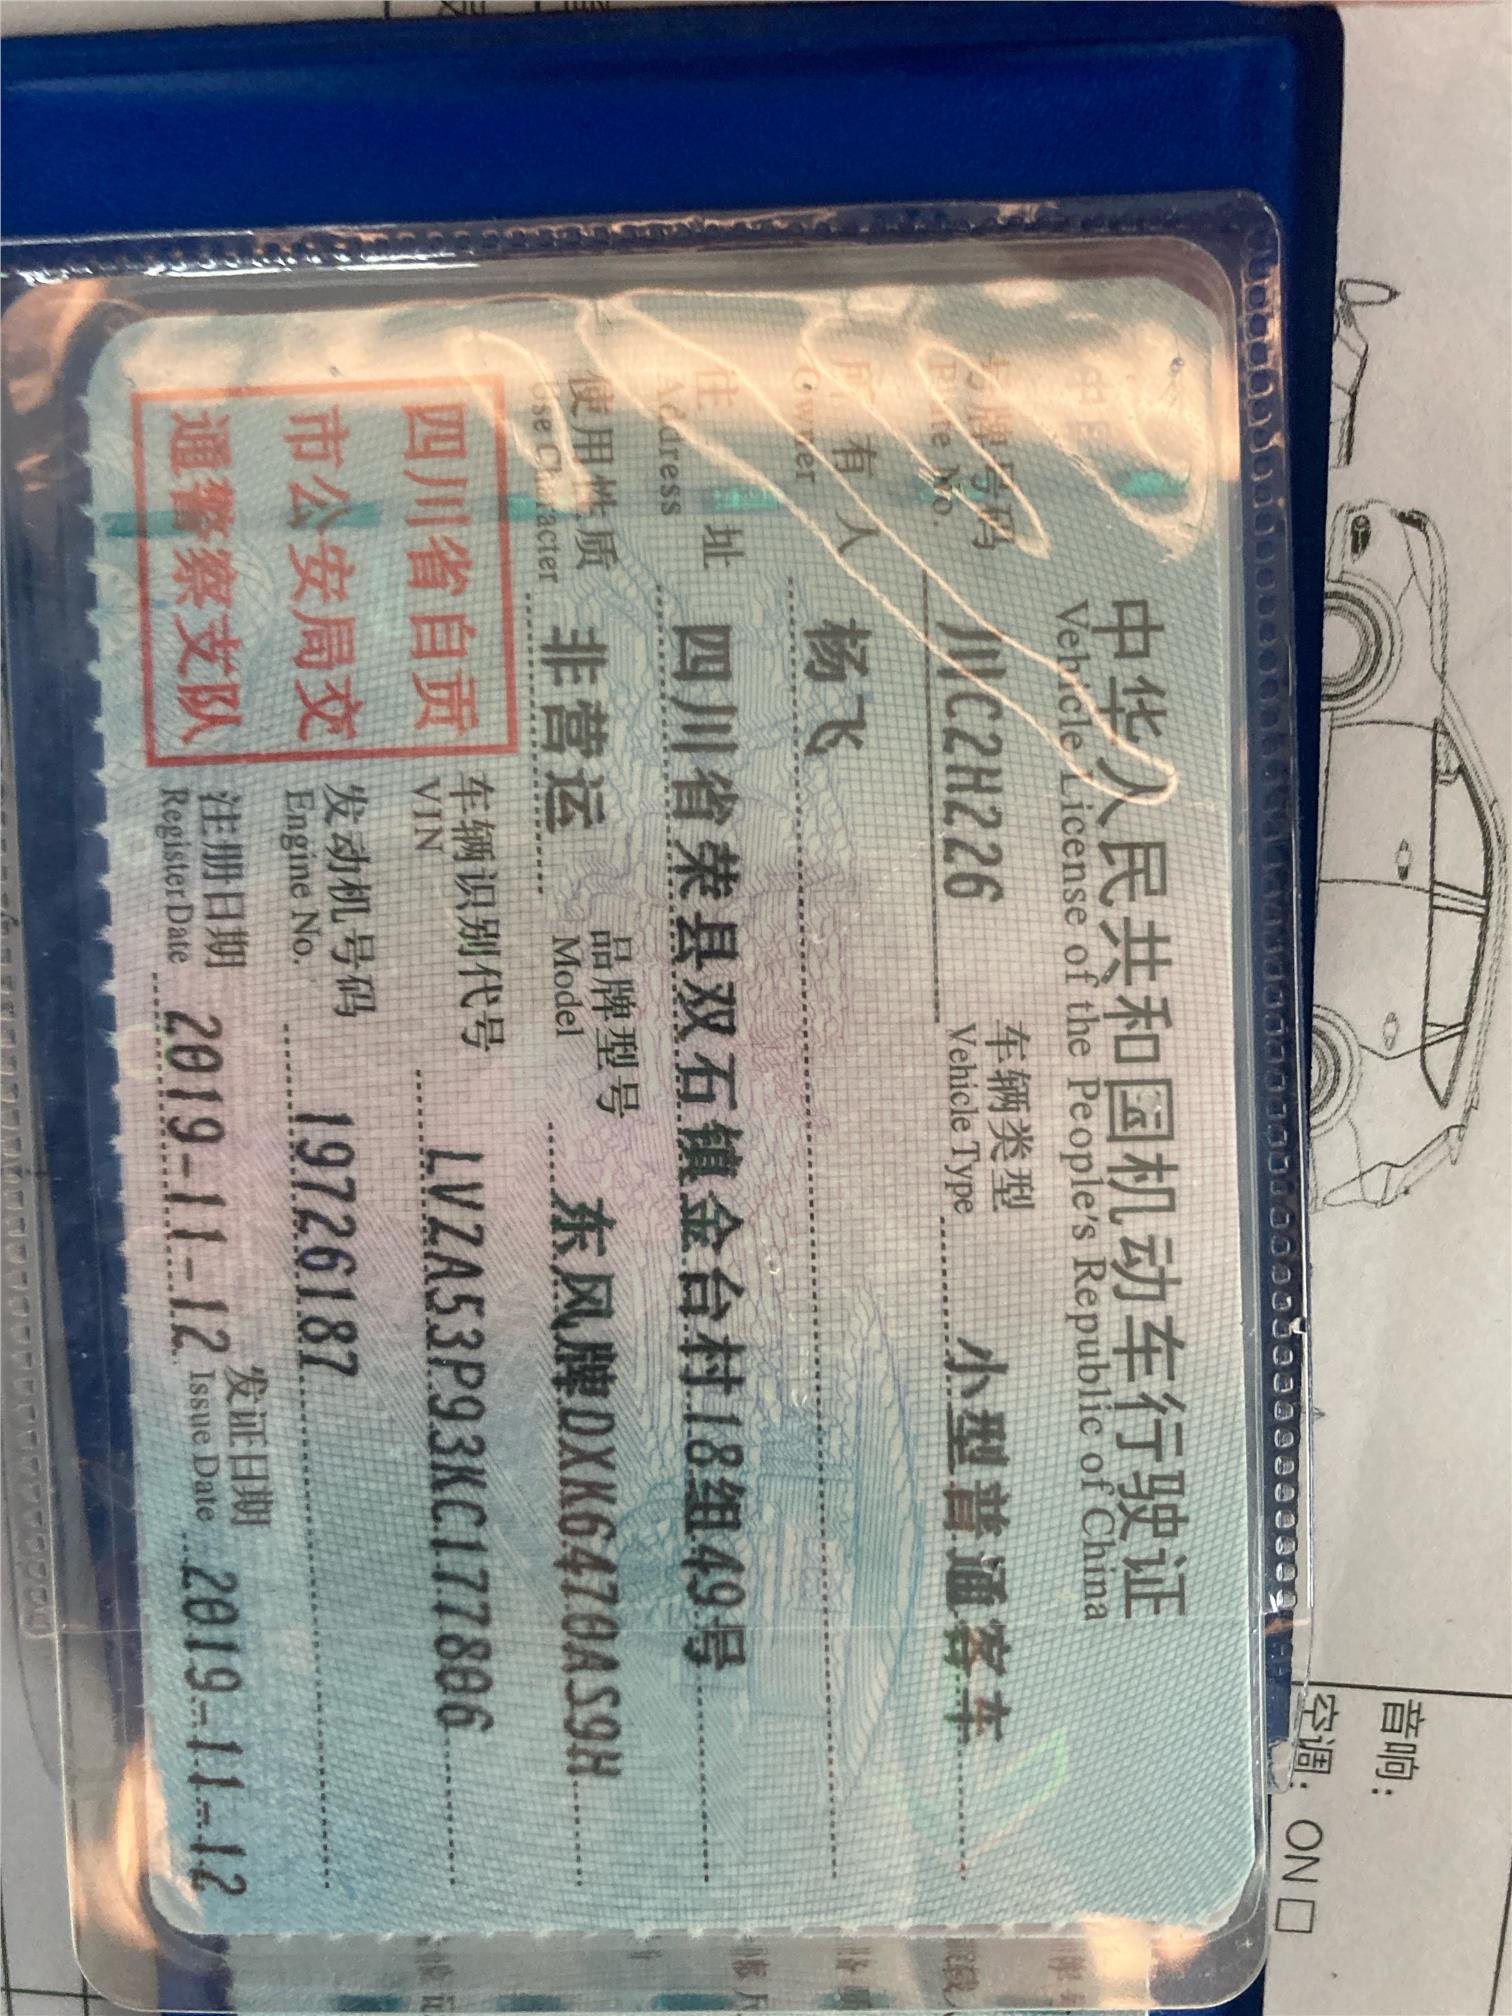 中华人民共和国机动车行驶证
Vehicle License of the People's Republic of China
号牌号码 川C2H226 车辆类型 小型普通客车
Plate No. Vehicle Type
所有人 杨飞
Owner
住址 四川省荣县双石镇金台村18组49号
Address
使用性质 非营运 品牌型号 东风牌DXK6470AS9H
Use Character Model
四川省自贡
市公安局交
通警察支队
车辆识别代号 LVZA53P93KC177806
VIN
发动机号码 19726187
Engine No.
注册日期 2019-11-12 发证日期 2019-11-12
Register Date Issue Date
音响:
空调: ON □